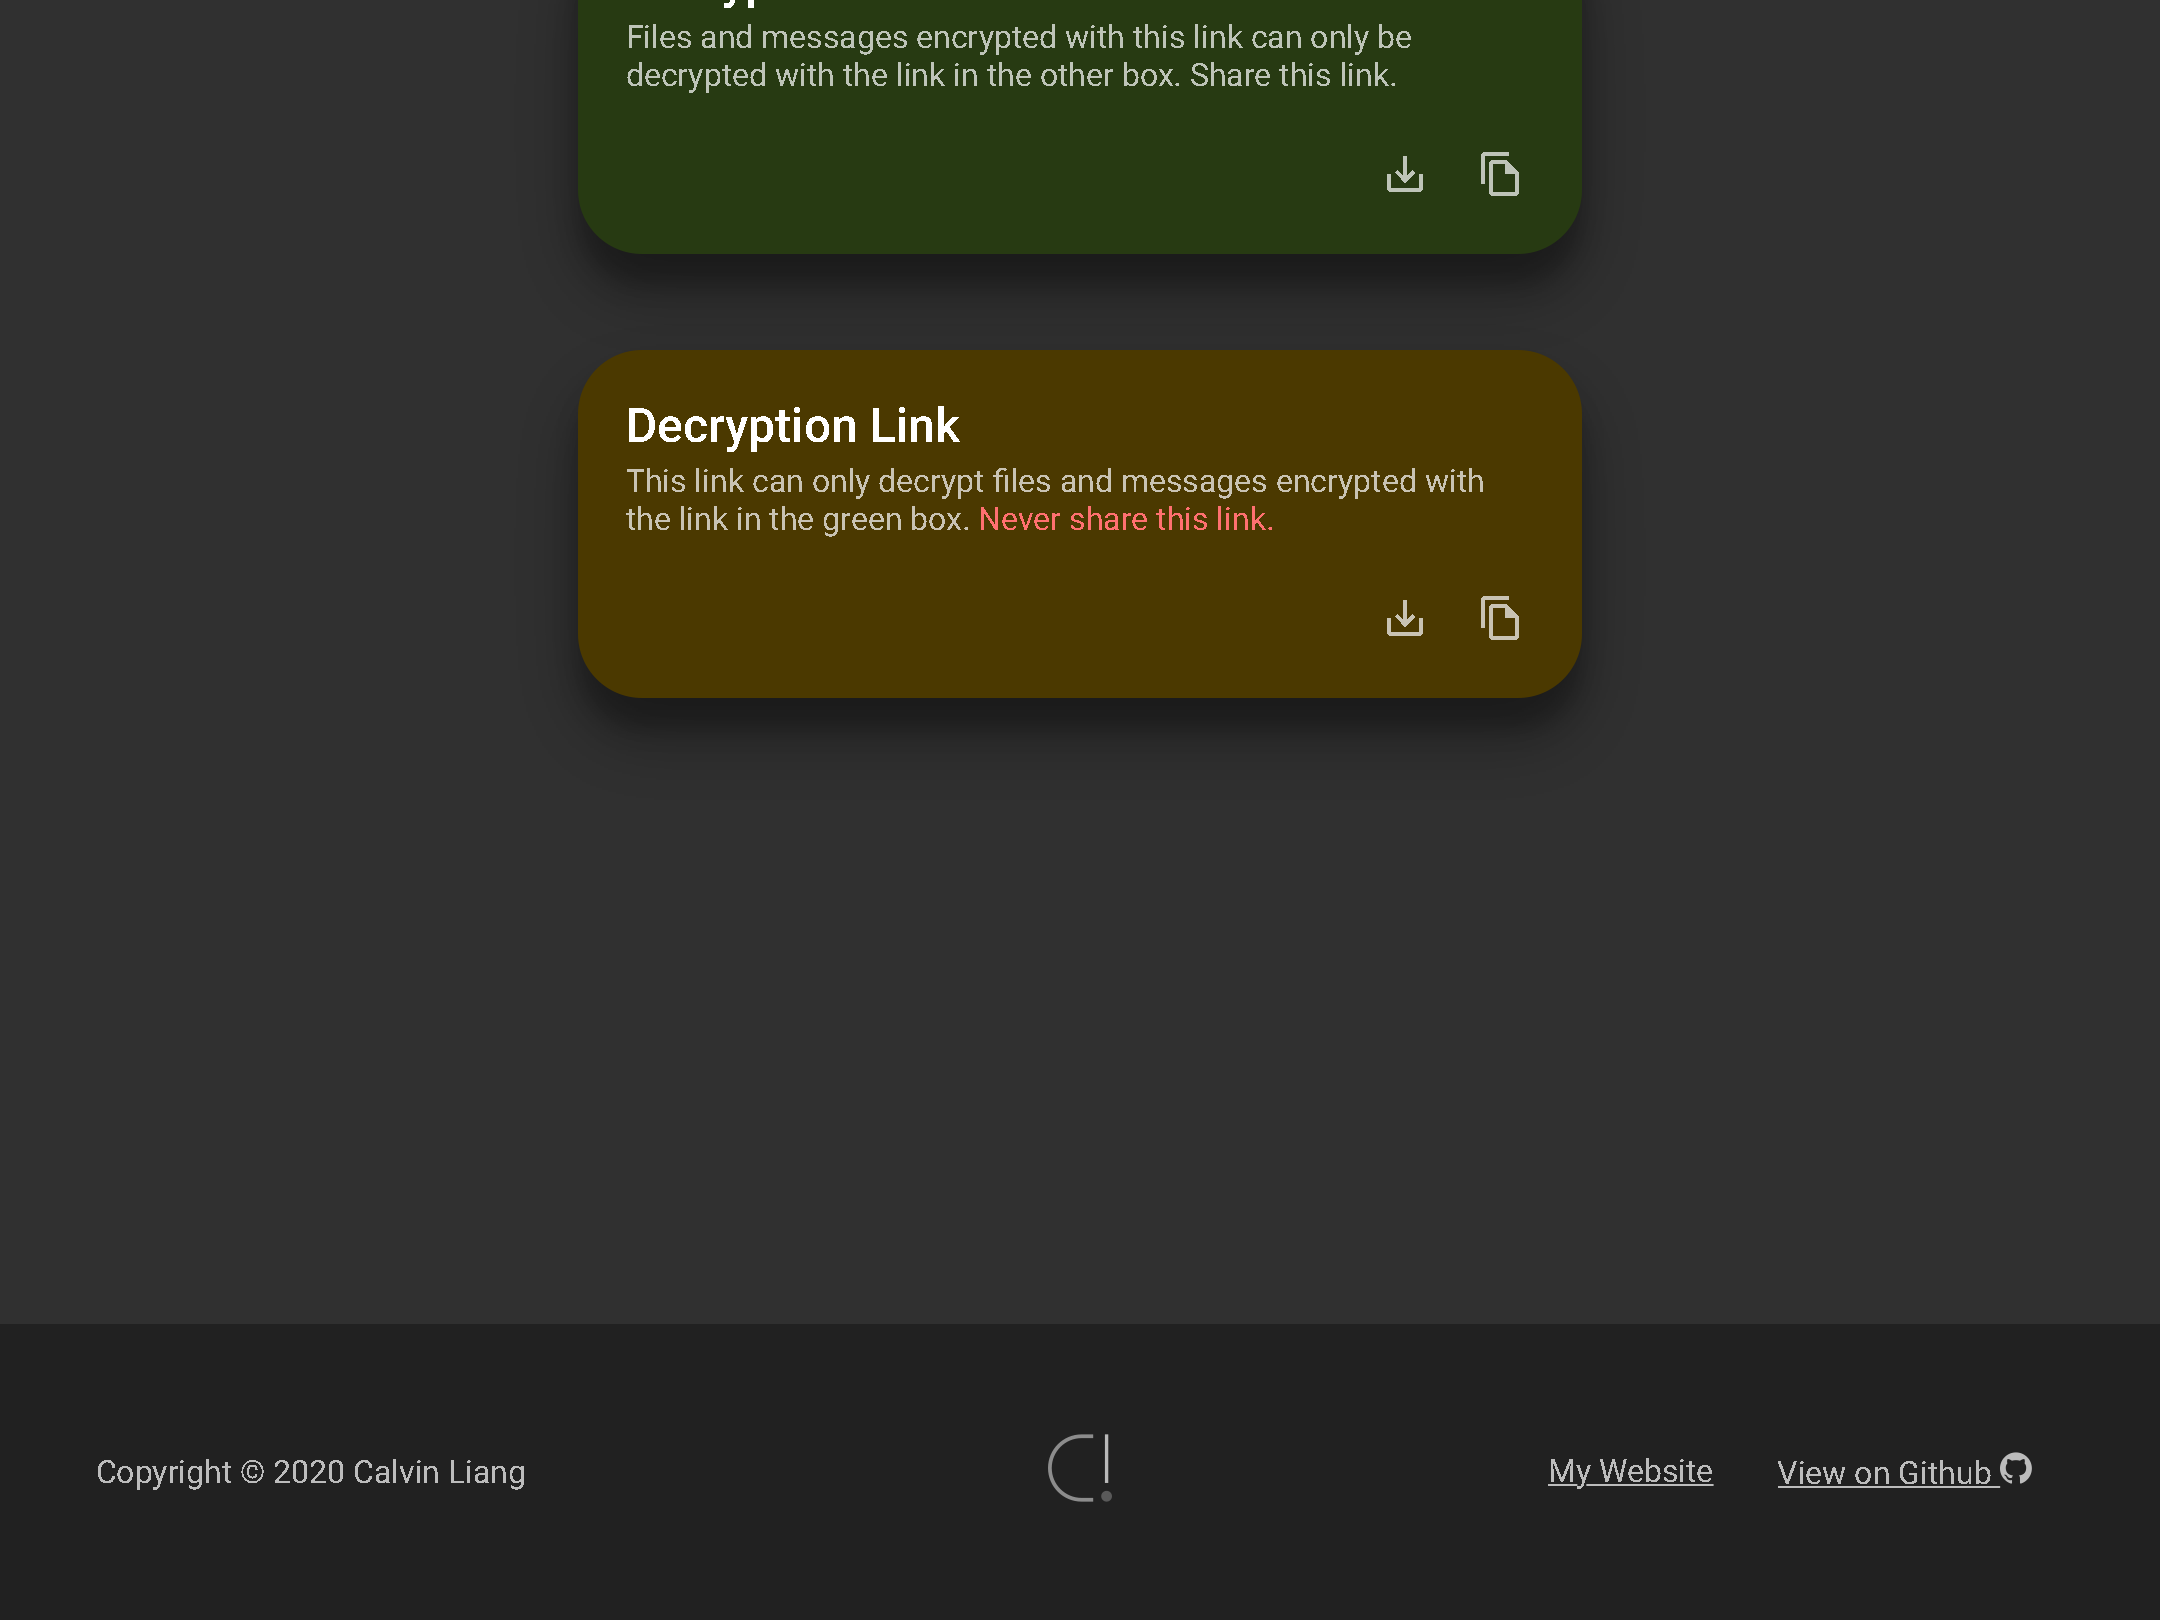 Files and messages encrypted with this link can only be
decrypted with the link in the other box. Share this link.
Decryption Link
This link can only decrypt files and messages encrypted with
the link in the green box. Never share this link.
Copyright © 2020 Calvin Liang
C!
My Website
View on Github